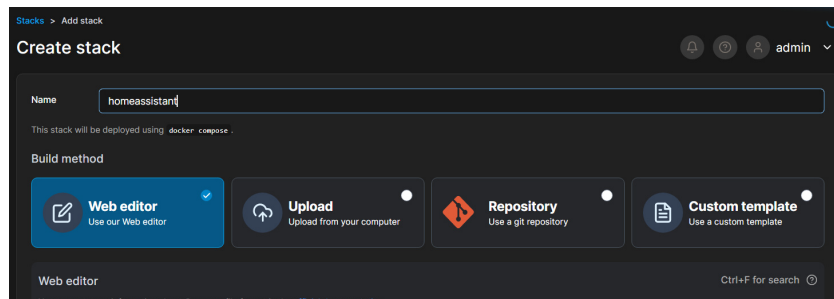 Stacks > Add stack
Create stack
admin
Name
homeassistant
This stack will be deployed using docker compose.
Build method
Web editor
Use our Web editor
Upload
Upload from your computer
Repository
Use a git repository
Custom template
Use a custom template
Web editor
Ctrl+F for search